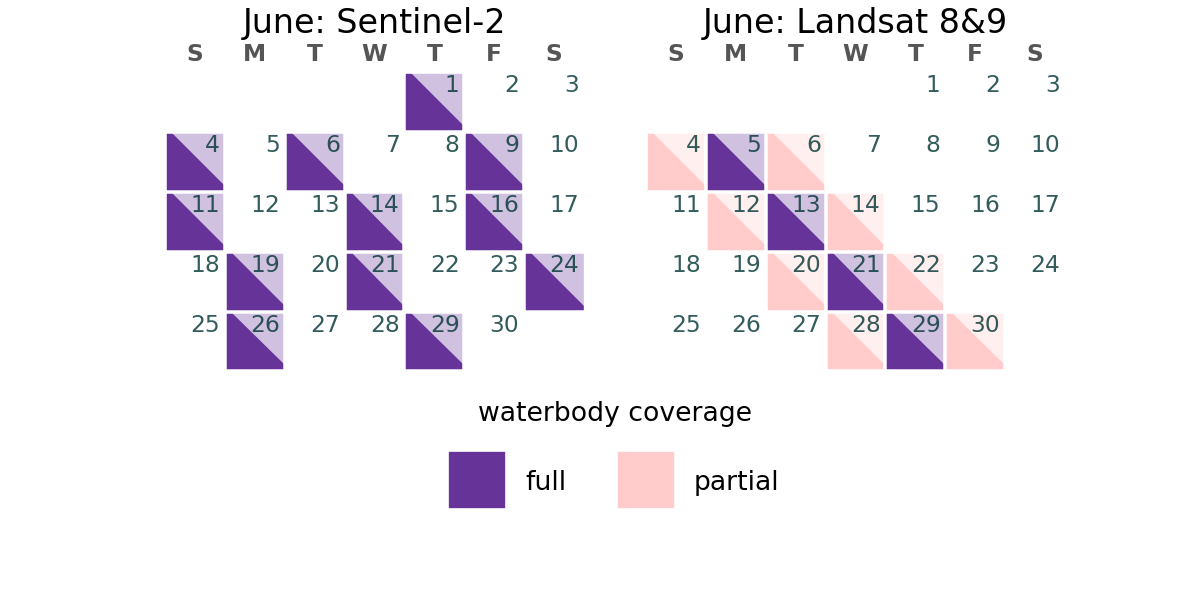 June: Sentinel-2
S M T W T F S
1 2 3
4 5 6 7 8 9 10
11 12 13 14 15 16 17
18 19 20 21 22 23 24
25 26 27 28 29 30
June: Landsat 8&9
S M T W T F S
1 2 3
4 5 6 7 8 9 10
11 12 13 14 15 16 17
18 19 20 21 22 23 24
25 26 27 28 29 30
waterbody coverage
full
partial